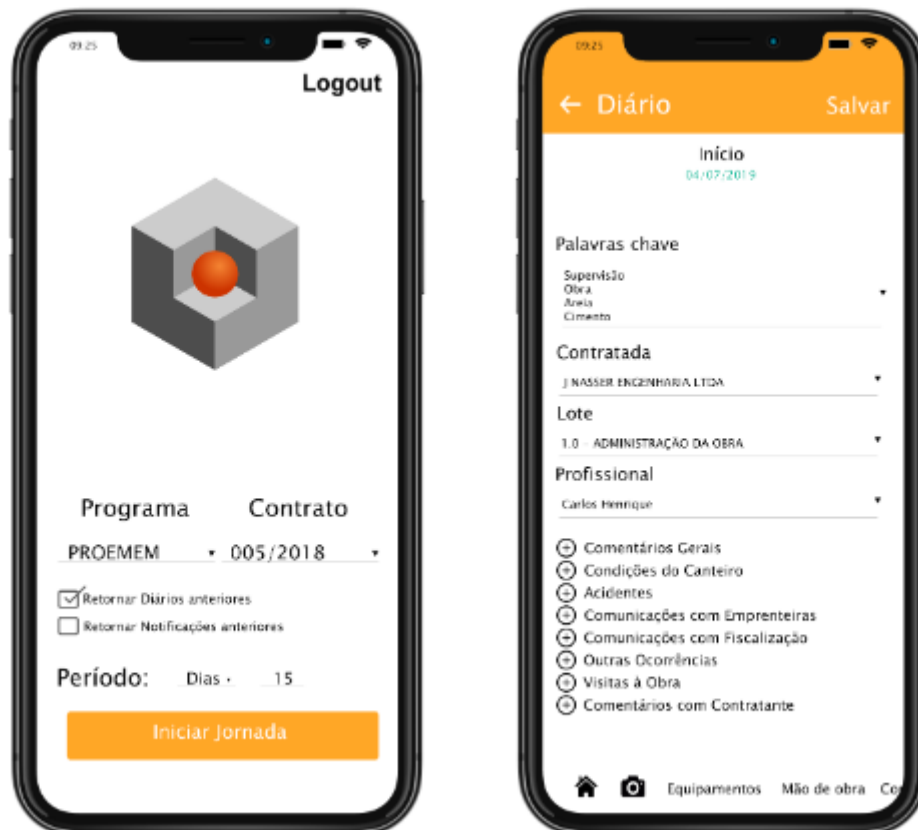 09:25
Logout
Programa Contrato
PROEMEM 005/2018
Retornar Diários anteriores
Retornar Notificações anteriores
Período: Dias 15
Iniciar Jornada
09:25
Diário Salvar
Início
04/07/2019
Palavras chave
Supervisão
Obra
Areia
Cimento
Contratada
J NASSER ENGENHARIA LTDA
Lote
1.0 - ADMINISTRAÇÃO DA OBRA
Profissional
Carlos Henrique
Comentários Gerais
Condições do Canteiro
Acidentes
Comunicações com Emprenteiras
Comunicações com Fiscalização
Outras Ocorrências
Visitas à Obra
Comentários com Contratante
Equipamentos Mão de obra